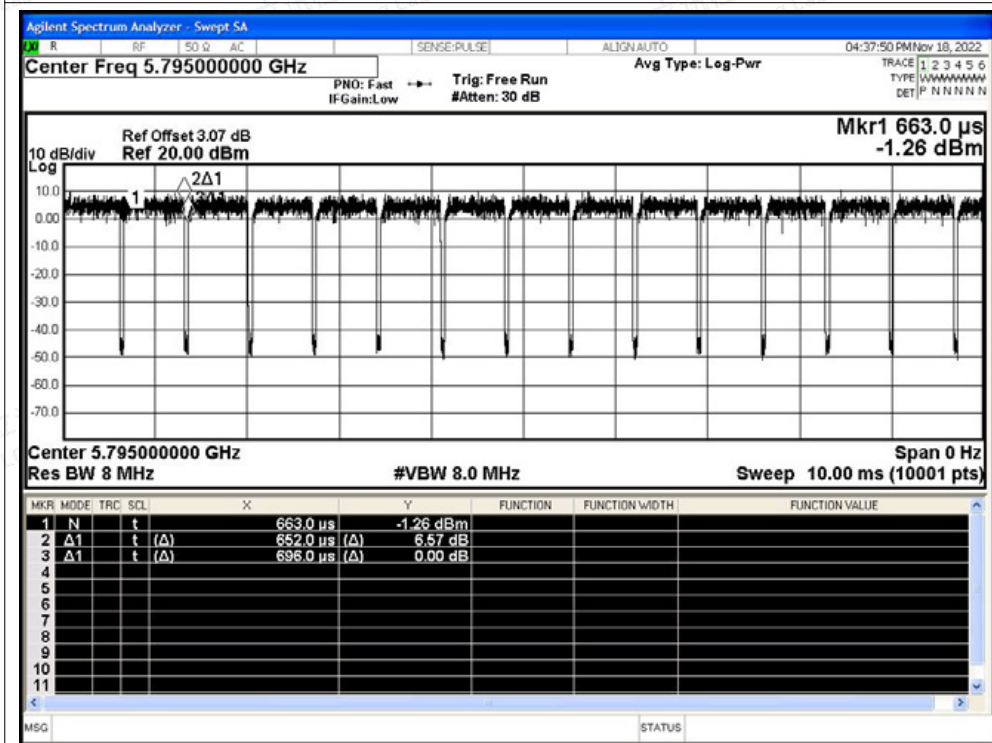 Agilent Spectrum Analyzer - Swept SA
R RF 50 Ω AC SENSE:PULSE ALIGN AUTO 04:37:50 PM Nov 18, 2022
Center Freq 5.795000000 GHz Avg Type: Log-Pwr TRACE 1 2 3 4 5 6
PNO: Fast Trig: Free Run TYPE WWWWWW
IFGain:Low #Atten: 30 dB DET P N N N N N
Mkr1 663.0 µs
Ref Offset 3.07 dB
10 dB/div Ref 20.00 dBm -1.26 dBm
Log
2Δ1
10.0
1
0.00
-10.0
-20.0
-30.0
-40.0
-50.0
-60.0
-70.0
Center 5.795000000 GHz Span 0 Hz
Res BW 8 MHz #VBW 8.0 MHz Sweep 10.00 ms (10001 pts)
MKR MODE TRC SCL X Y FUNCTION FUNCTION WIDTH FUNCTION VALUE
1 N t 663.0 µs -1.26 dBm
2 Δ1 t (Δ) 652.0 µs (Δ) 6.57 dB
3 Δ1 t (Δ) 696.0 µs (Δ) 0.00 dB
4
5
6
7
8
9
10
11
MSG STATUS